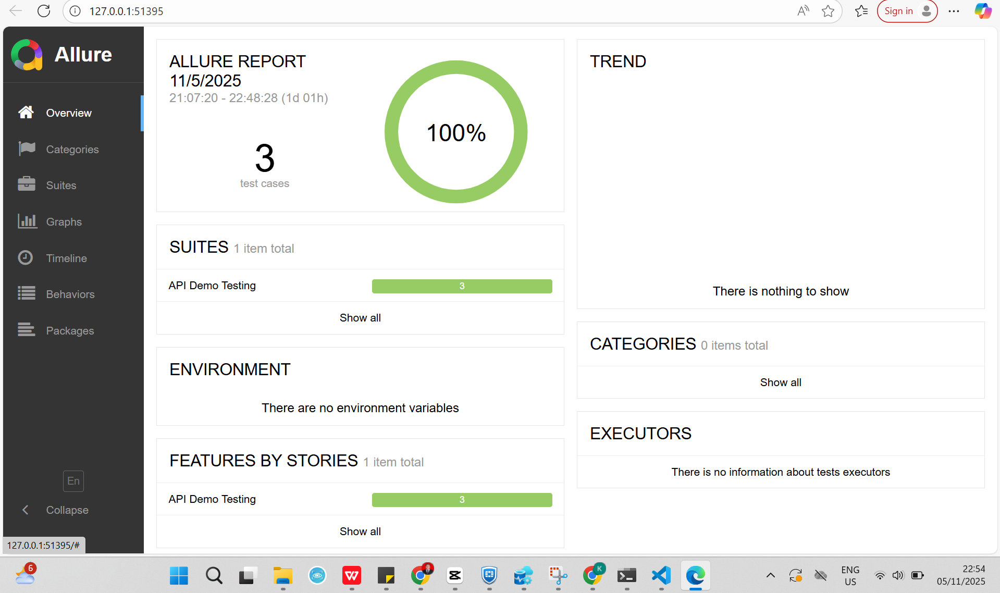 127.0.0.1:51395
Sign in
Allure
Overview
Categories
Suites
Graphs
Timeline
Behaviors
Packages
En
Collapse
127.0.0.1:51395/#
ALLURE REPORT
11/5/2025
21:07:20 - 22:48:28 (1d 01h)
3
test cases
100%
SUITES 1 item total
API Demo Testing 3
Show all
ENVIRONMENT
There are no environment variables
FEATURES BY STORIES 1 item total
API Demo Testing 3
Show all
TREND
There is nothing to show
CATEGORIES 0 items total
Show all
EXECUTORS
There is no information about tests executors
6
K
ENG
US
22:54
05/11/2025